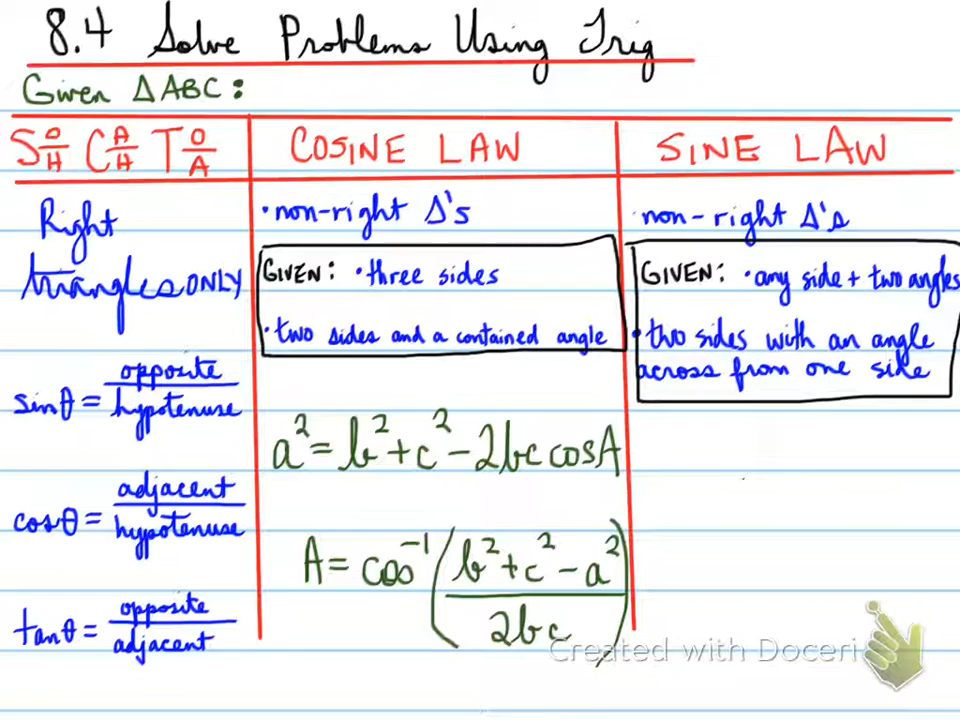 8.4 Solve Problems Using Trig
Given ΔABC:
S O/H C A/H T O/A
Right
triangles ONLY
sinθ = opposite/hypotenuse
cosθ = adjacent/hypotenuse
tanθ = opposite/adjacent
COSINE LAW
•non-right Δ's
GIVEN: •three sides
•two sides and a contained angle
a² = b² + c² - 2bc cosA
A = cos⁻¹((b² + c² - a²)/2bc)
SINE LAW
•non-right Δ's
GIVEN: •any side + two angles
•two sides with an angle
across from one side
Created with Doceri